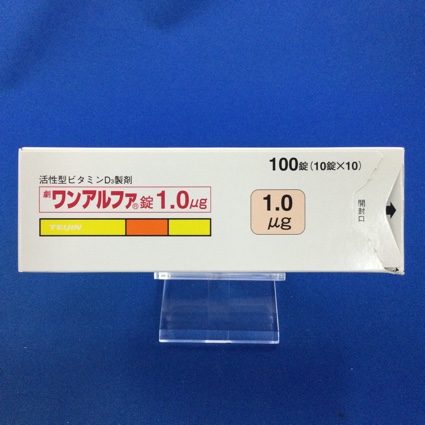 100錠(10錠×10)
活性型ビタミンD₃製剤
劇 ワンアルファ®錠 1.0μg
1.0
μg
開封口
TEIJIN